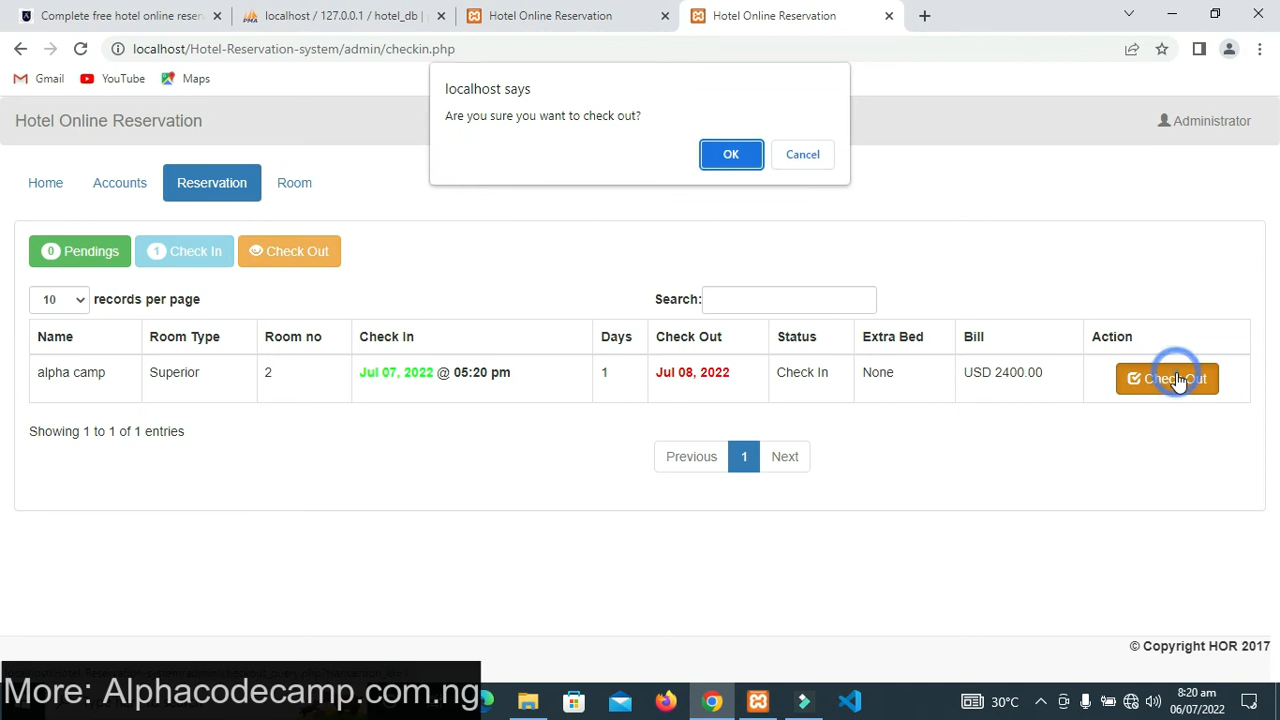 Complete free hotel online reser
localhost / 127.0.0.1 / hotel_db |
Hotel Online Reservation
Hotel Online Reservation
localhost/Hotel-Reservation-system/admin/checkin.php
Gmail
YouTube
Maps
localhost says
Are you sure you want to check out?
OK
Cancel
Hotel Online Reservation
Administrator
Home
Accounts
Reservation
Room
0 Pendings
1 Check In
Check Out
10 records per page
Search:
Name Room Type Room no Check In Days Check Out Status Extra Bed Bill Action
alpha camp Superior 2 Jul 07, 2022 @ 05:20 pm 1 Jul 08, 2022 Check In None USD 2400.00 Check Out
Showing 1 to 1 of 1 entries
Previous 1 Next
© Copyright HOR 2017
More: Alphacodecamp.com.ng
30°C
8:20 am
06/07/2022